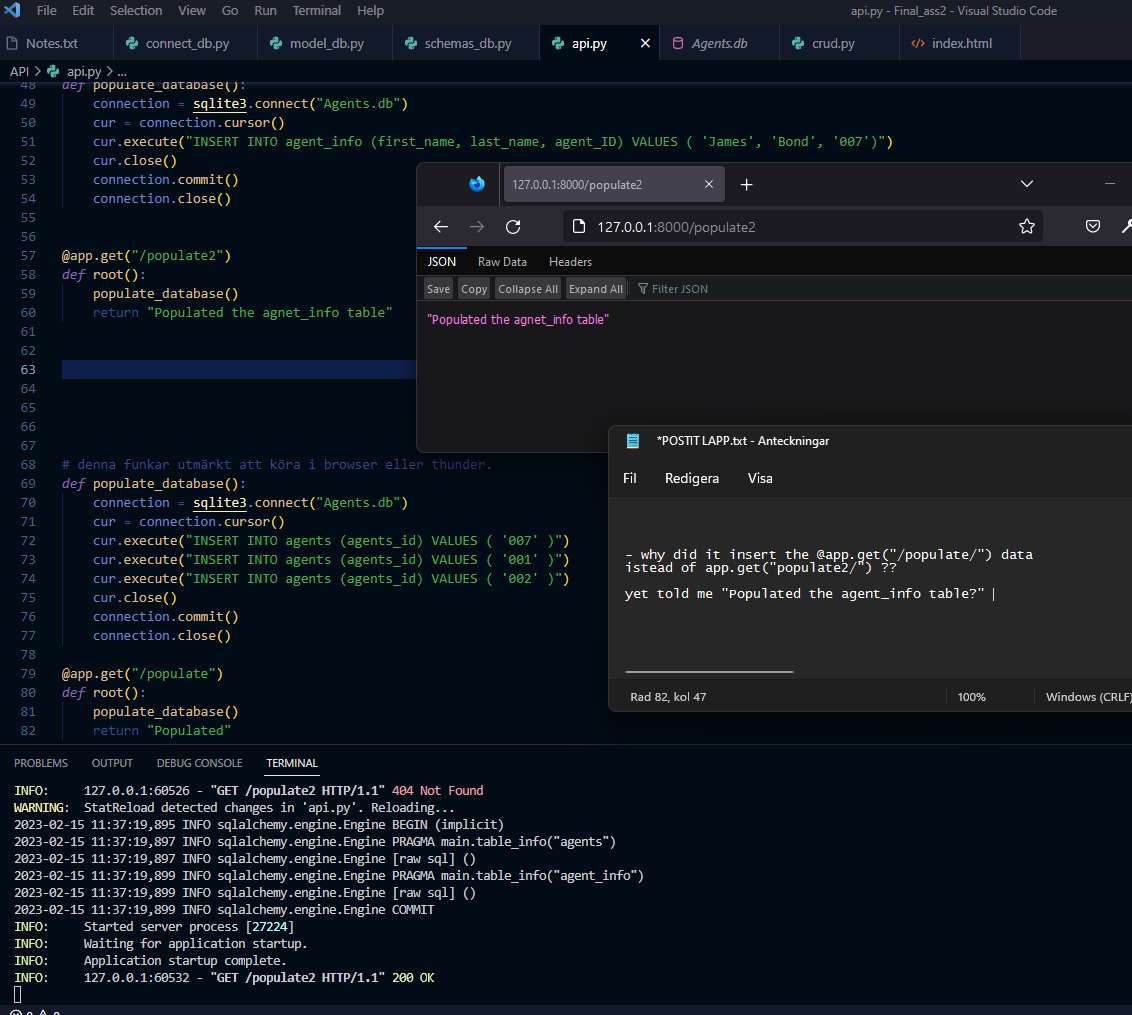 File Edit Selection View Go Run Terminal Help
api.py - Final_ass2 - Visual Studio Code
Notes.txt connect_db.py model_db.py schemas_db.py api.py Agents.db crud.py index.html
API > api.py > ...
48 def populate_database():
49 connection = sqlite3.connect("Agents.db")
50 cur = connection.cursor()
51 cur.execute("INSERT INTO agent_info (first_name, last_name, agent_ID) VALUES ( 'James', 'Bond', '007')")
52 cur.close()
53 connection.commit()
54 connection.close()
55
56
57 @app.get("/populate2")
58 def root():
59 populate_database()
60 return "Populated the agnet_info table"
61
62
63
64
65
66
67
68 # denna funkar utmärkt att köra i browser eller thunder.
69 def populate_database():
70 connection = sqlite3.connect("Agents.db")
71 cur = connection.cursor()
72 cur.execute("INSERT INTO agents (agents_id) VALUES ( '007' )")
73 cur.execute("INSERT INTO agents (agents_id) VALUES ( '001' )")
74 cur.execute("INSERT INTO agents (agents_id) VALUES ( '002' )")
75 cur.close()
76 connection.commit()
77 connection.close()
78
79 @app.get("/populate")
80 def root():
81 populate_database()
82 return "Populated"
127.0.0.1:8000/populate2
127.0.0.1:8000/populate2
JSON Raw Data Headers
Save Copy Collapse All Expand All Filter JSON
"Populated the agnet_info table"
*POSTIT LAPP.txt - Anteckningar
Fil Redigera Visa
- why did it insert the @app.get("/populate/") data
istead of app.get("populate2/") ??
yet told me "Populated the agent_info table?"
Rad 82, kol 47 100% Windows (CRLF)
PROBLEMS OUTPUT DEBUG CONSOLE TERMINAL
INFO: 127.0.0.1:60526 - "GET /populate2 HTTP/1.1" 404 Not Found
WARNING: StatReload detected changes in 'api.py'. Reloading...
2023-02-15 11:37:19,895 INFO sqlalchemy.engine.Engine BEGIN (implicit)
2023-02-15 11:37:19,897 INFO sqlalchemy.engine.Engine PRAGMA main.table_info("agents")
2023-02-15 11:37:19,897 INFO sqlalchemy.engine.Engine [raw sql] ()
2023-02-15 11:37:19,899 INFO sqlalchemy.engine.Engine PRAGMA main.table_info("agent_info")
2023-02-15 11:37:19,899 INFO sqlalchemy.engine.Engine [raw sql] ()
2023-02-15 11:37:19,899 INFO sqlalchemy.engine.Engine COMMIT
INFO: Started server process [27224]
INFO: Waiting for application startup.
INFO: Application startup complete.
INFO: 127.0.0.1:60532 - "GET /populate2 HTTP/1.1" 200 OK